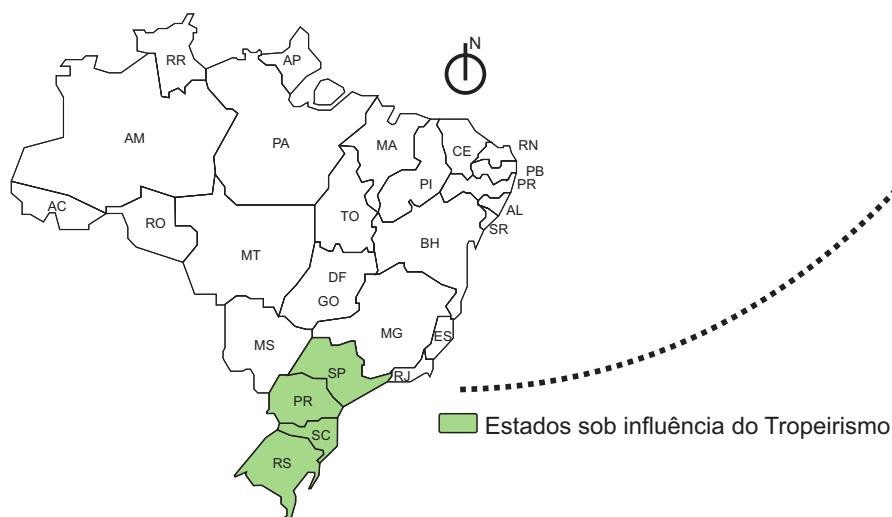 N
RR
AP
AM
PA
MA
CE
RN
PB
PI
PR
AC
AL
RO
TO
SR
MT
BH
DF
GO
MG
ES
MS
SP
RJ
PR
SC
RS
Estados sob influência do Tropeirismo